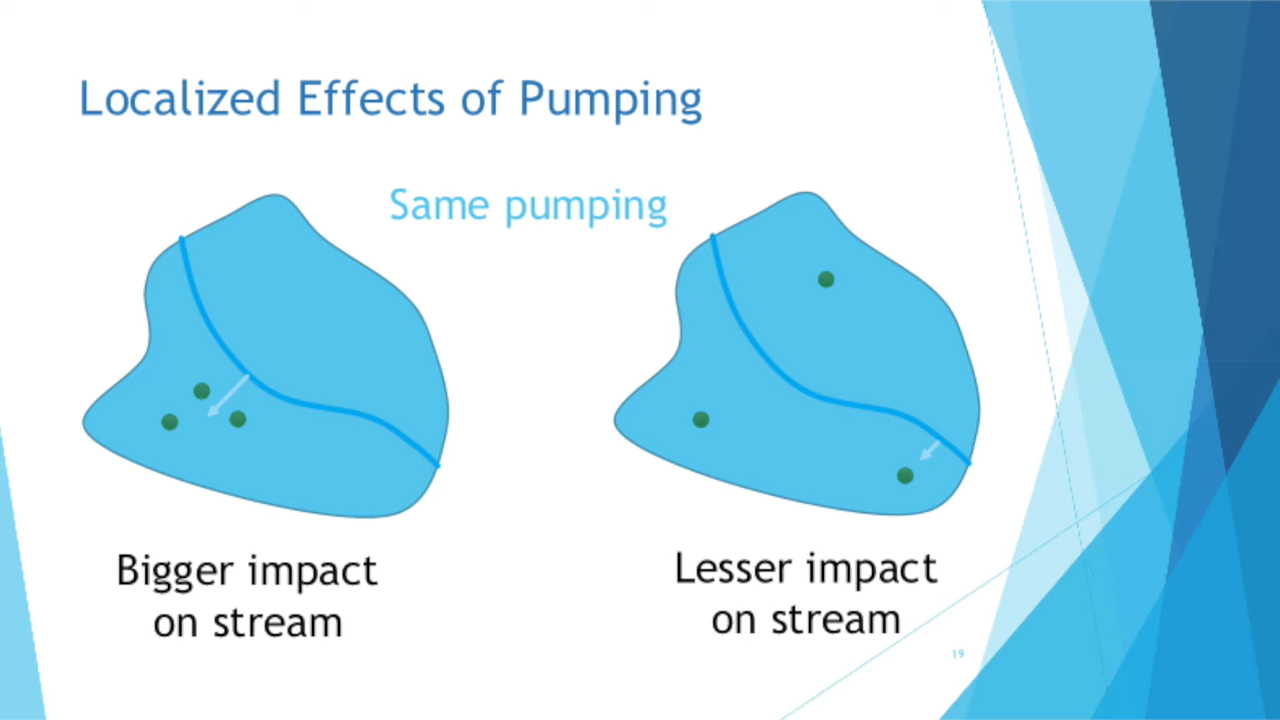 Localized Effects of Pumping
Same pumping
Bigger impact
on stream
Lesser impact
on stream
19